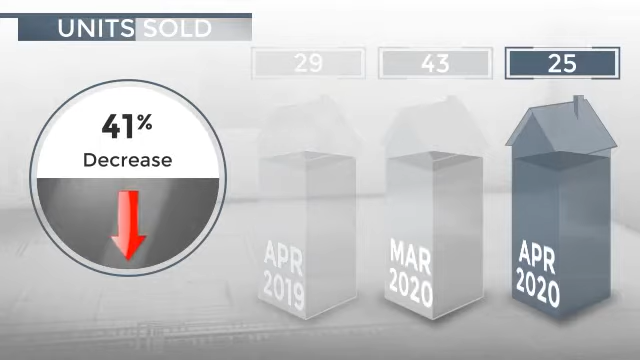 UNITS SOLD
29
43
25
41%
Decrease
APR
2019
MAR
2020
APR
2020